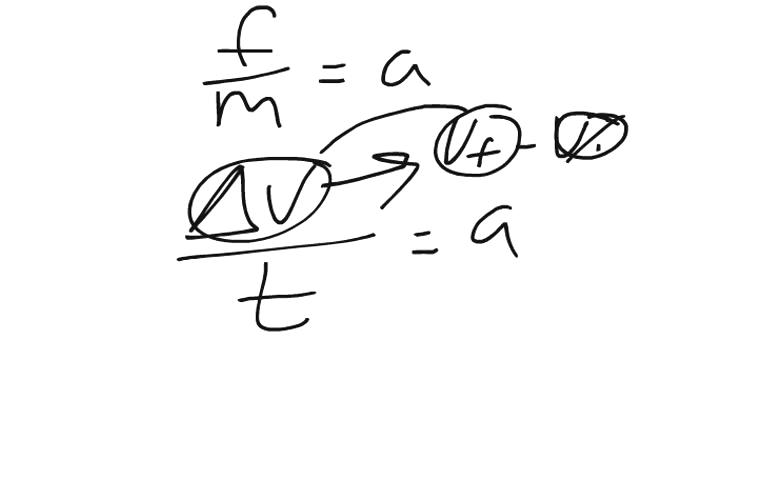 f/m = a
Vf - Vi
ΔV/t = a